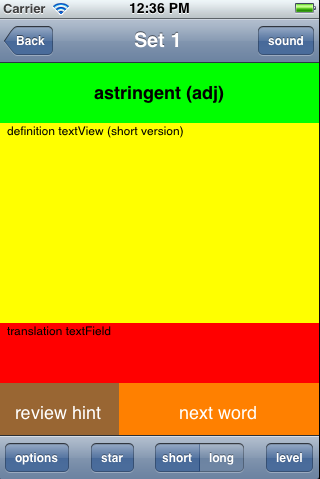 Carrier 12:36 PM
Back Set 1 sound
astringent (adj)
definition textView (short version)
translation textField
review hint next word
options star short long level